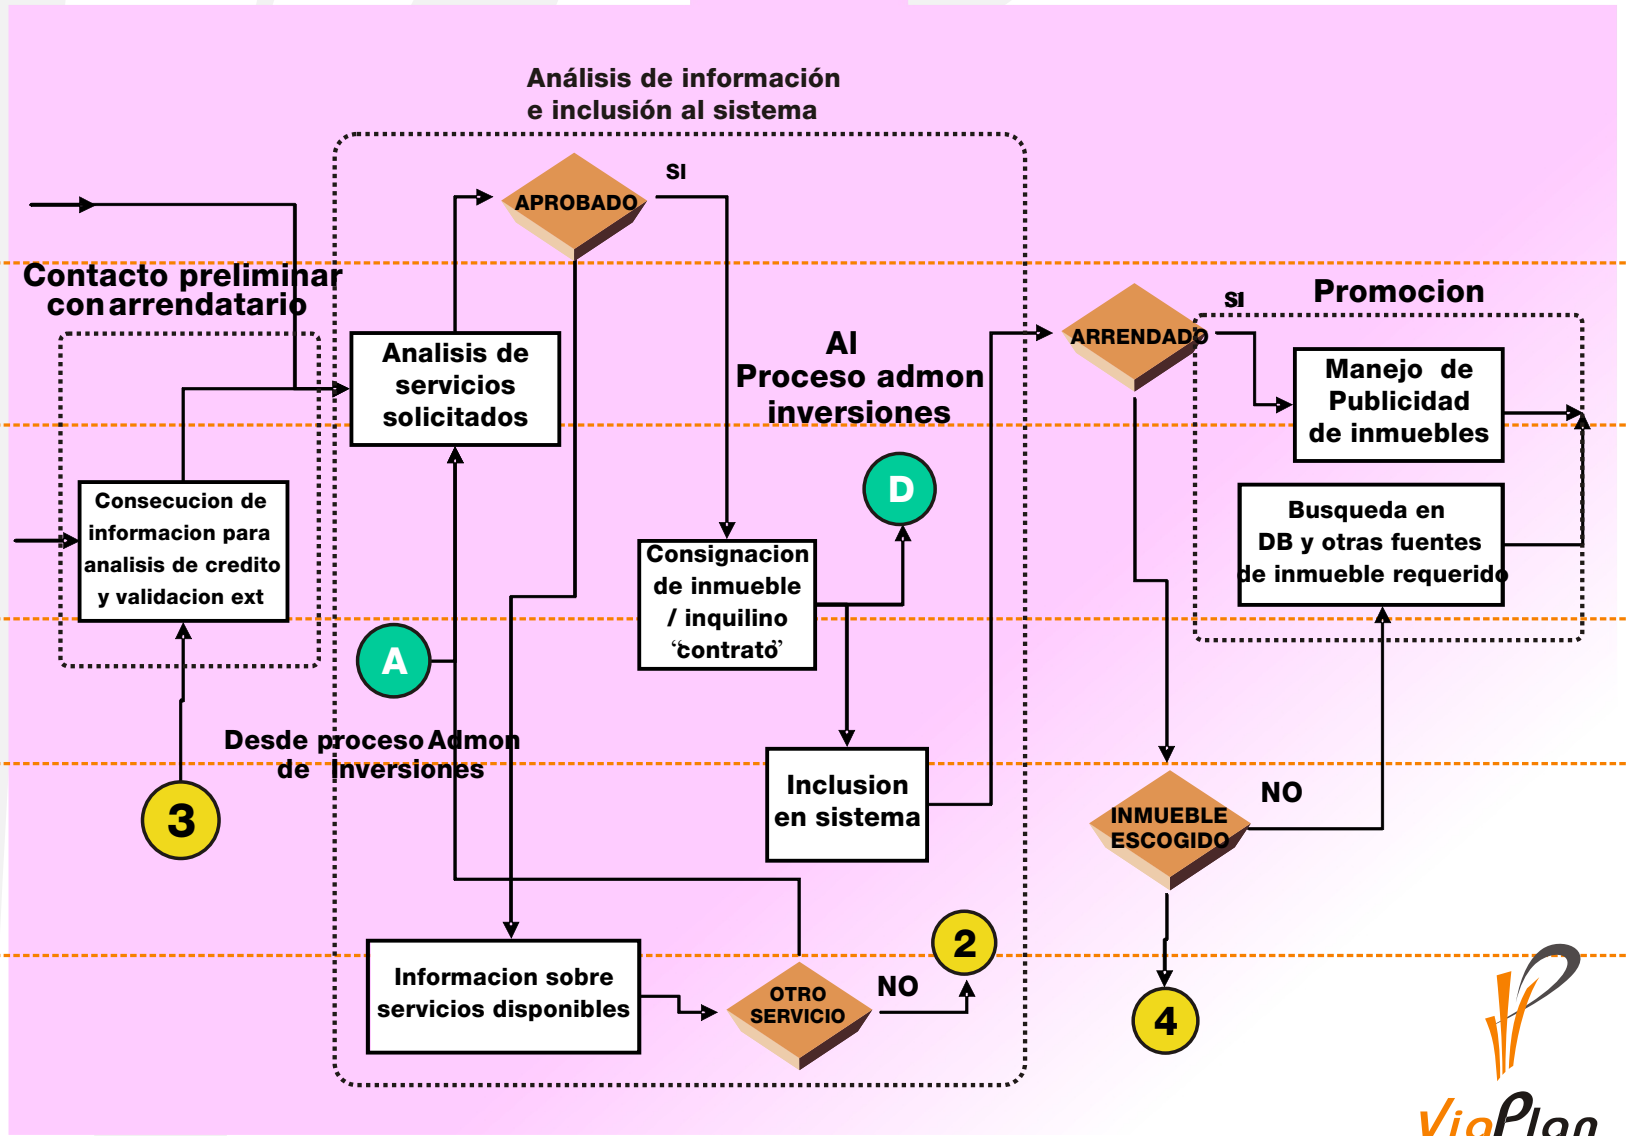 Análisis de información
e inclusión al sistema
SI
APROBADO
Contacto preliminar
con arrendatario
SI
Promocion
ARRENDADO
Analisis de
servicios
solicitados
Al
Proceso admon
inversiones
Manejo de
Publicidad
de inmuebles
D
Consecucion de
informacion para
analisis de credito
y validacion ext
Busqueda en
DB y otras fuentes
de inmueble requerido
Consignacion
de inmueble
/ inquilino
“contrato”
A
Desde proceso Admon
de Inversiones
3
Inclusion
en sistema
NO
INMUEBLE
ESCOGIDO
2
Informacion sobre
servicios disponibles
OTRO
SERVICIO
NO
4
ViaPlan